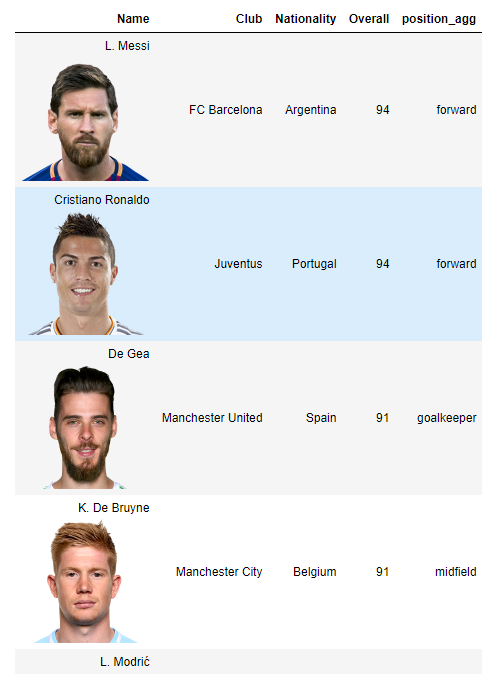 Name Club Nationality Overall position_agg
L. Messi
FC Barcelona Argentina 94 forward
Cristiano Ronaldo
Juventus Portugal 94 forward
De Gea
Manchester United Spain 91 goalkeeper
K. De Bruyne
Manchester City Belgium 91 midfield
L. Modrić